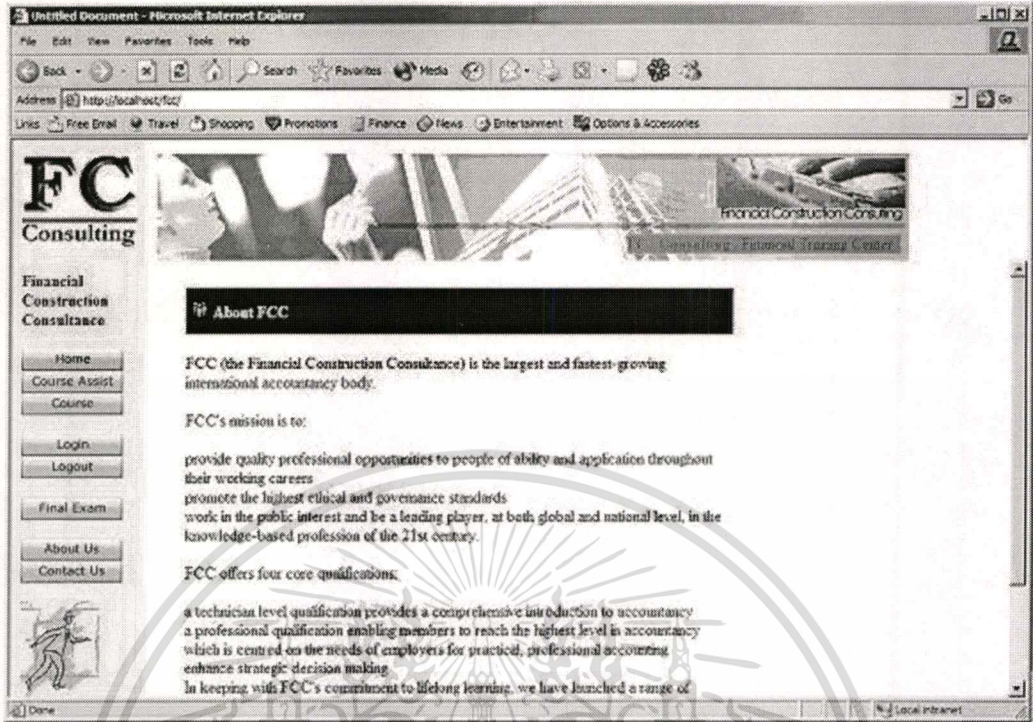 Untitled Document - Microsoft Internet Explorer
File Edit View Favorites Tools Help
Back Search Favorites Media
Address http://localhost/fcc/ Go
Links Free Email Travel Shopping Promotions Finance News Entertainment Options & Accessories
FC
Consulting
Financial Construction Consulting
Consulting : Financial Training Center
Financial
Construction
Consultance
Home
Course Assist
Course
Login
Logout
Final Exam
About Us
Contact Us
About FCC
FCC (the Financial Construction Consultance) is the largest and fastest-growing
international accountancy body.
FCC's mission is to:
provide quality professional opportunities to people of ability and application throughout
their working careers
promote the highest ethical and governance standards
work in the public interest and be a leading player, at both global and national level, in the
knowledge-based profession of the 21st century.
FCC offers four core qualifications:
a technician level qualification provides a comprehensive introduction to accountancy
a professional qualification enabling members to reach the highest level in accountancy
which is centred on the needs of employers for practical, professional accounting
enhance strategic decision making
In keeping with FCC's commitment to lifelong learning, we have launched a range of
Done
Local intranet